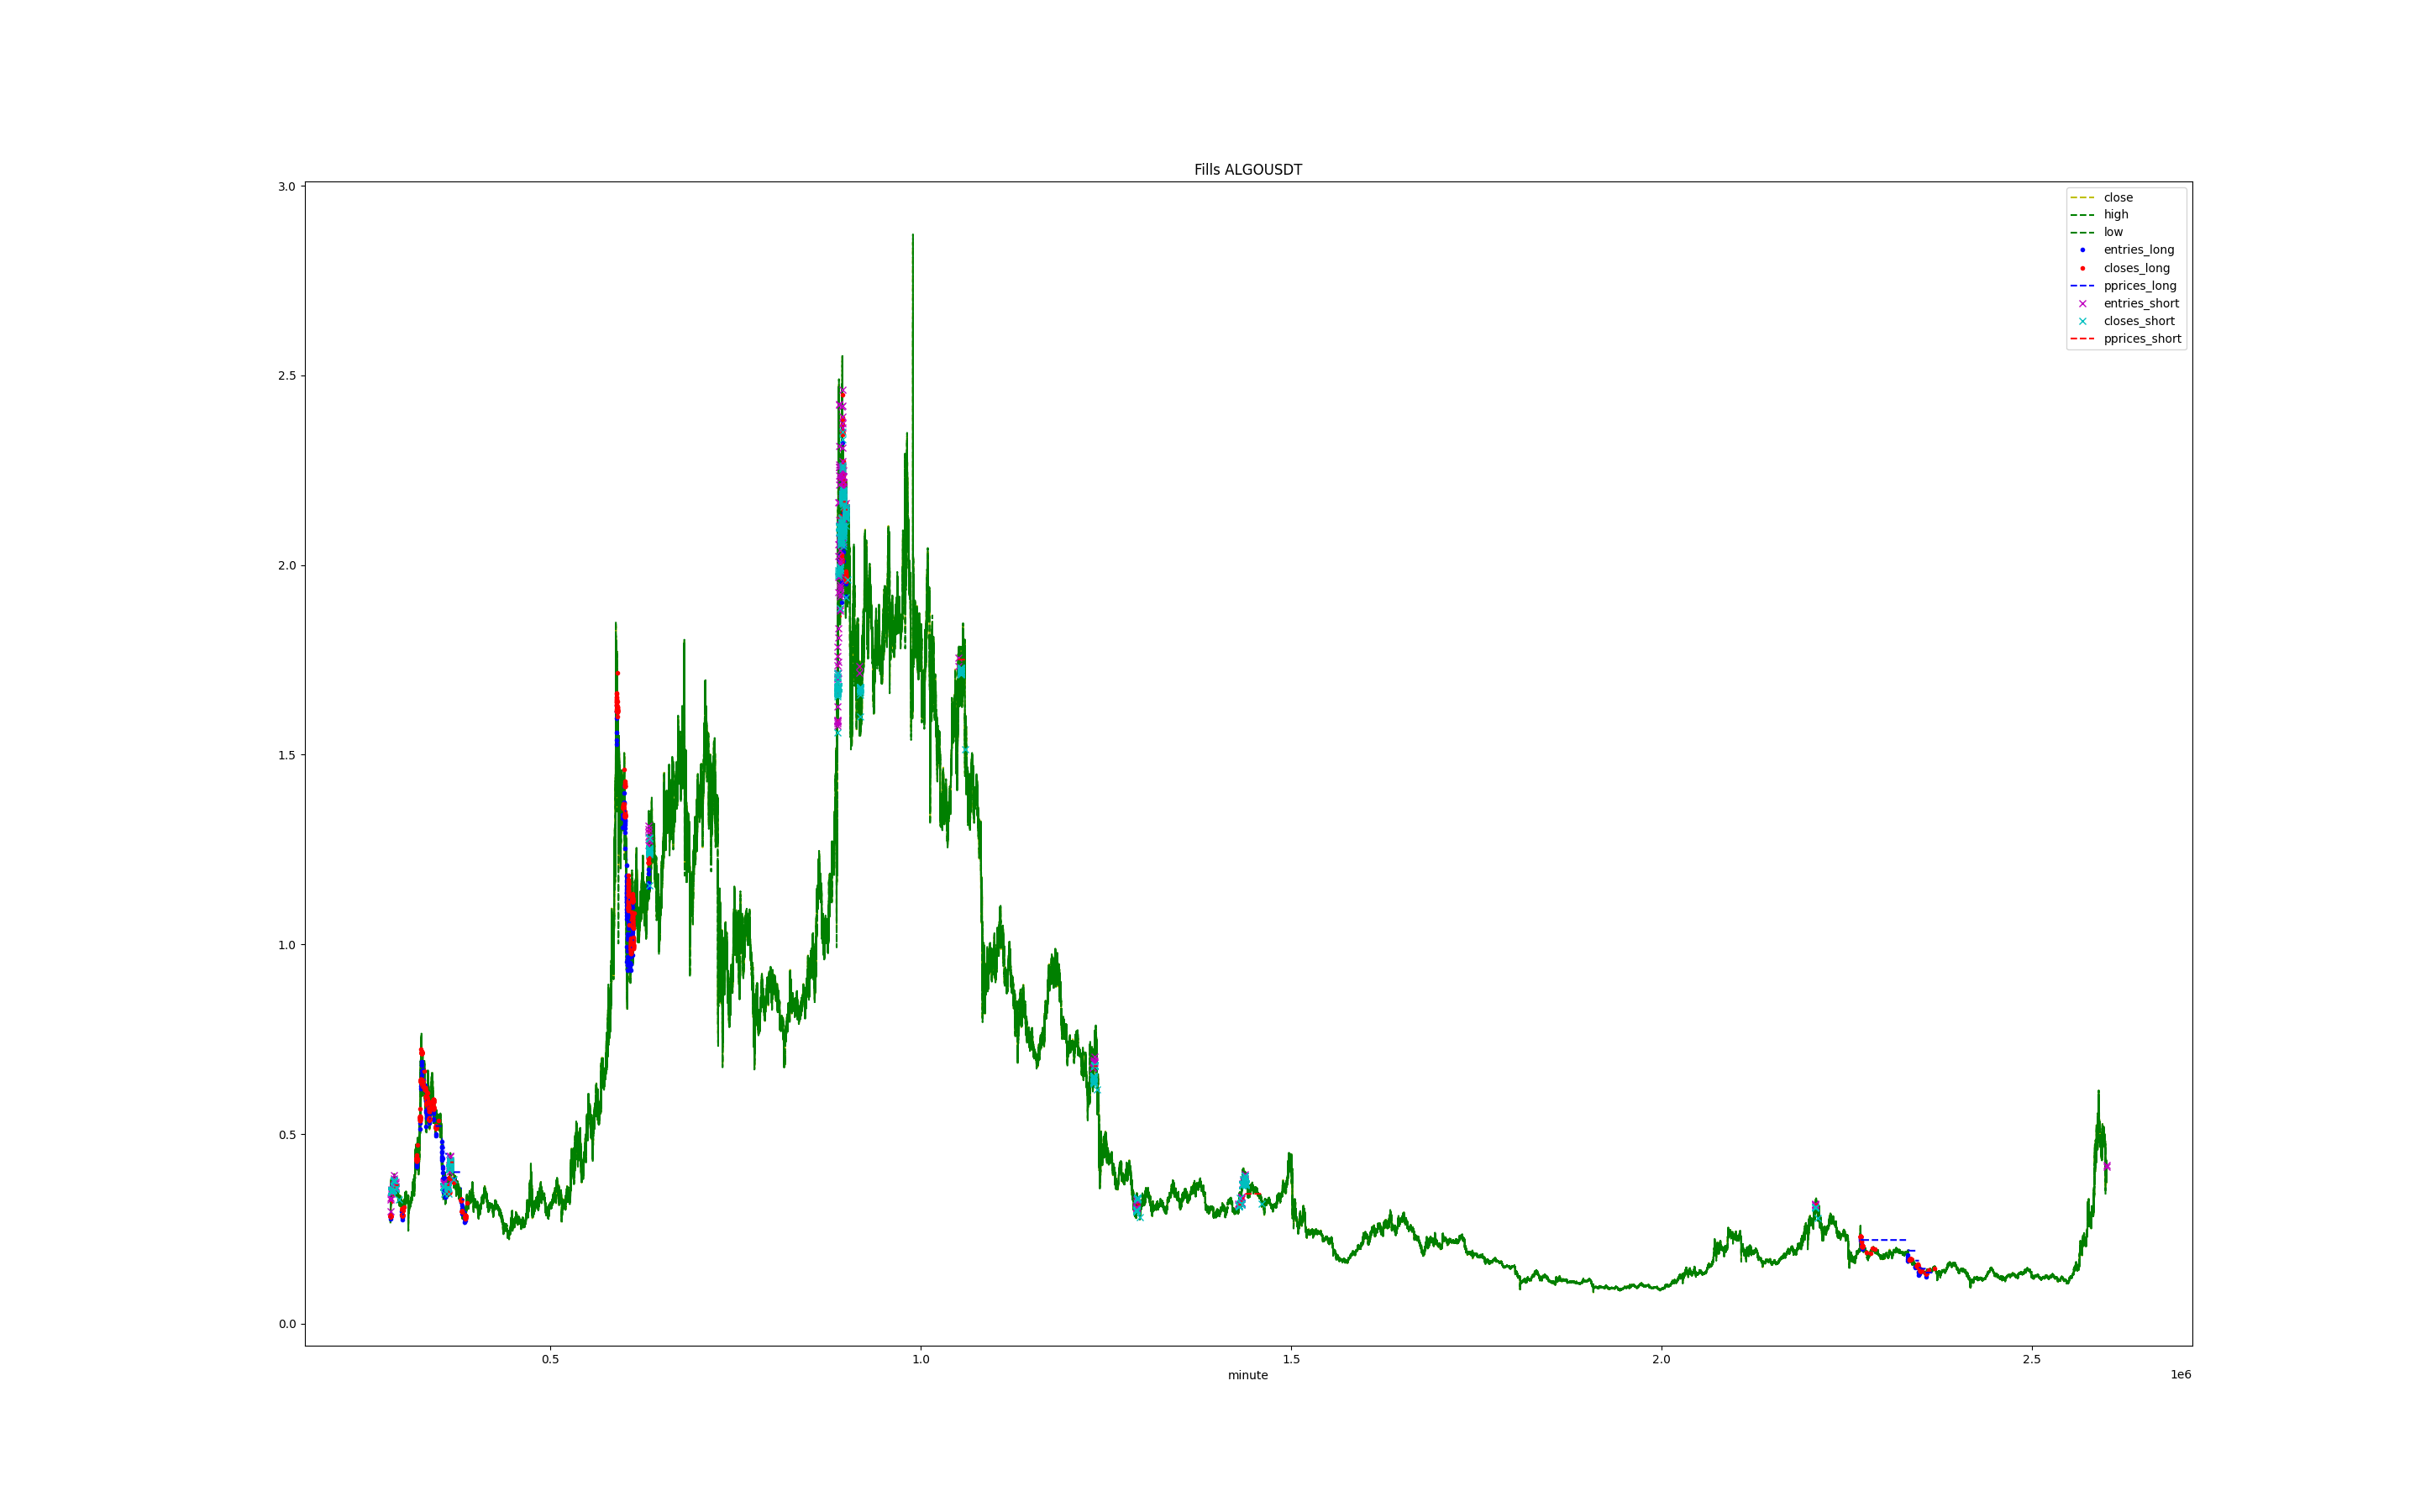 Fills ALGOUSDT
3.0
2.5
2.0
1.5
1.0
0.5
0.0
close
high
low
entries_long
closes_long
pprices_long
entries_short
closes_short
pprices_short
0.5 1.0 1.5 2.0 2.5
minute
1e6